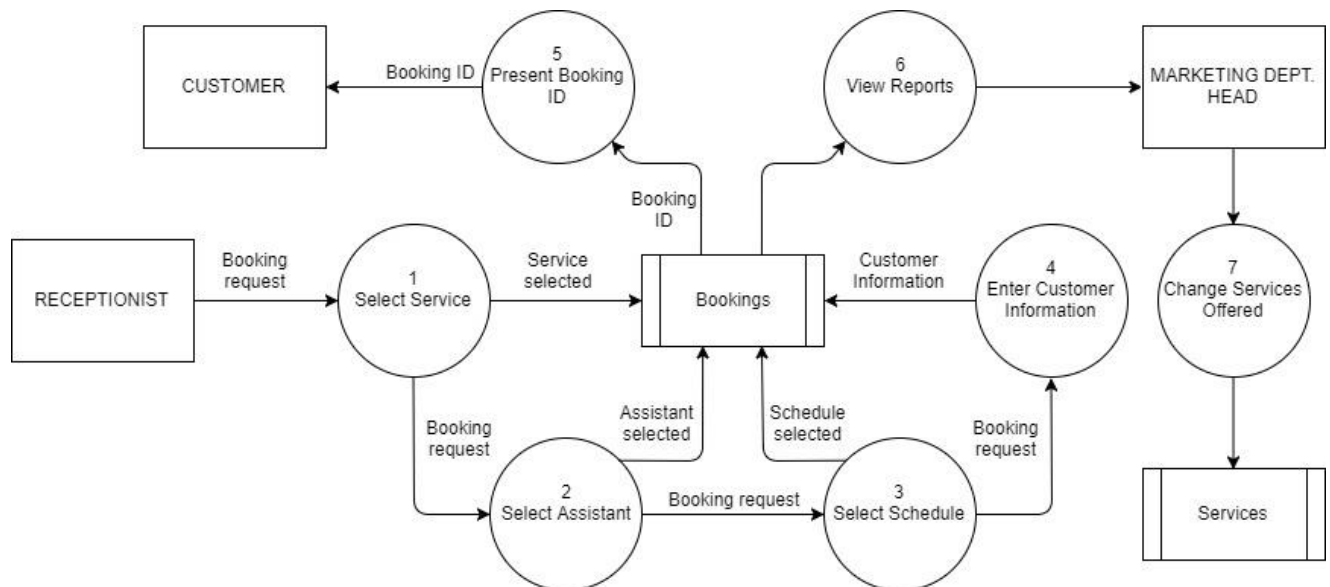 CUSTOMER
Booking ID
5
Present Booking
ID
6
View Reports
MARKETING DEPT.
HEAD
Booking
ID
RECEPTIONIST
Booking
request
1
Select Service
Service
selected
Bookings
Customer
Information
4
Enter Customer
Information
7
Change Services
Offered
Booking
request
Assistant
selected
Schedule
selected
Booking
request
2
Select Assistant
Booking request
3
Select Schedule
Services